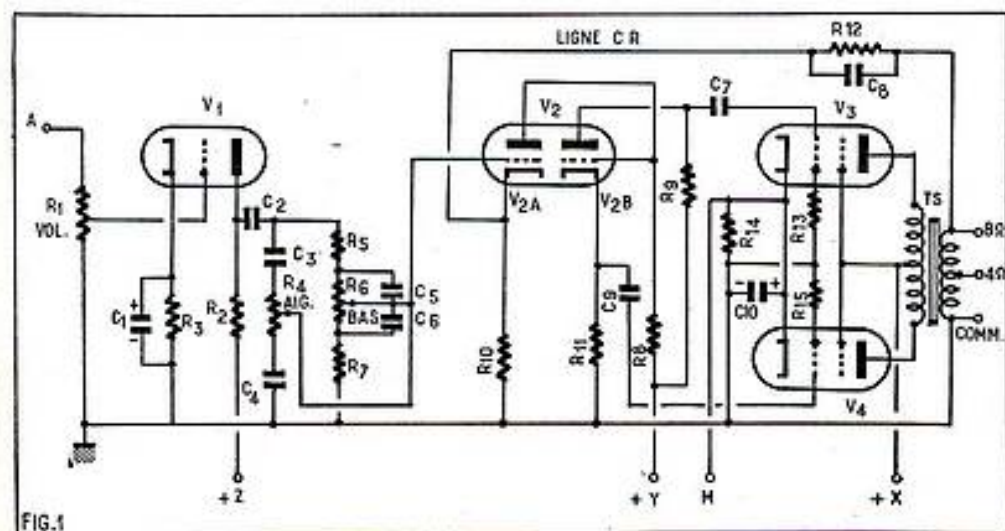 LIGNE C R
R12
C8
A
V1
V2
C7
V3
R1
VOL.
C2
V2A
V2B
R9
TS
C3
R5
R14
R13
8Ω
R4
AIG.
R6
C5
C9
4Ω
C1
R3
R2
BAS
C6
C10
R15
COMM.
R7
R10
R11
R8
C4
V4
+ Z
+ Y
H
+ X
FIG.1